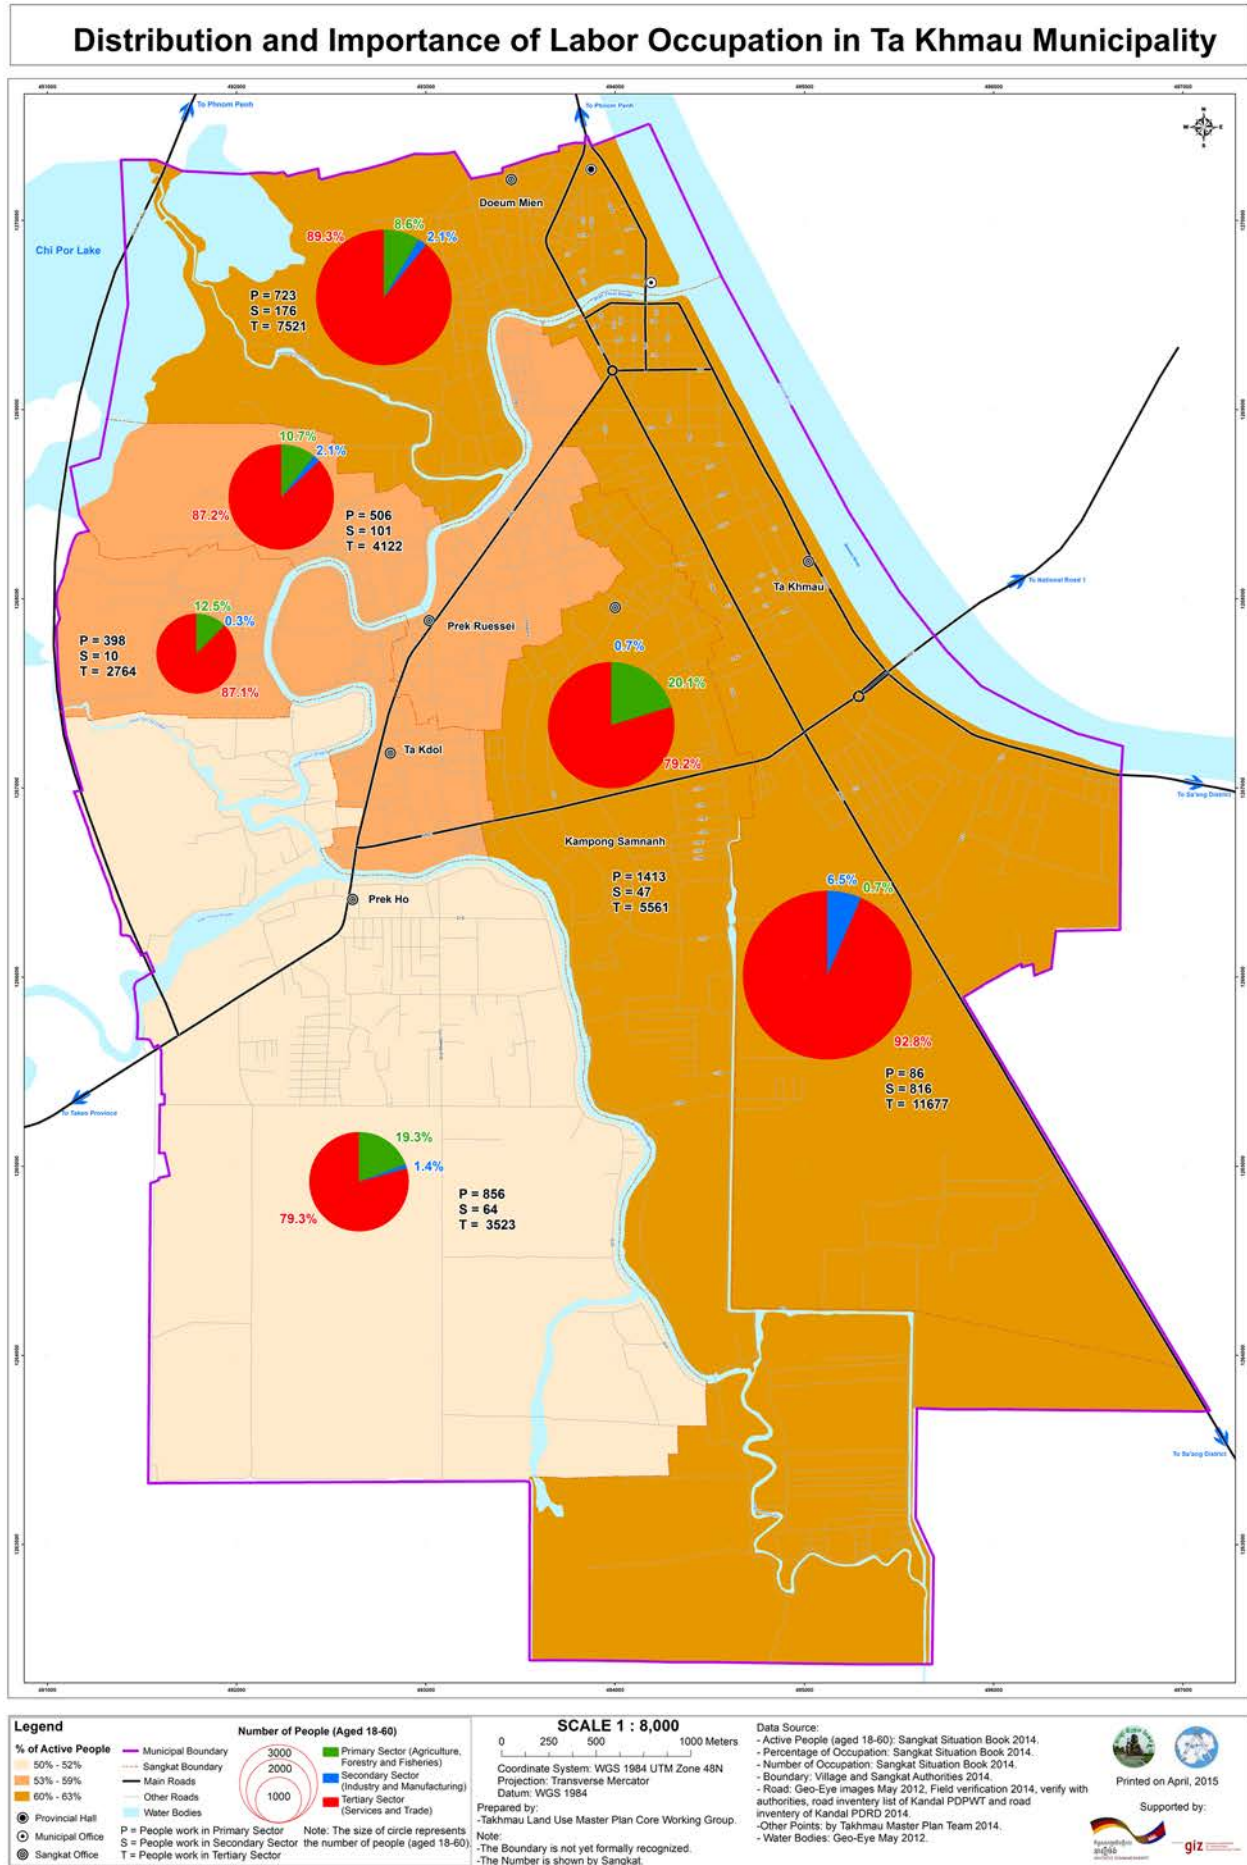 Distribution and Importance of Labor Occupation in Ta Khmau Municipality
To Phnom Penh
To Phnom Penh
N
W E
S
Doeum Mien
Chi Por Lake
89.3%
8.6%
2.1%
P = 723
S = 176
T = 7521
10.7%
2.1%
87.2%
P = 506
S = 101
T = 4122
Ta Khmau
To National Road 1
12.5%
0.3%
P = 398
S = 10
T = 2764
87.1%
Prek Ruessei
0.7%
20.1%
79.2%
Ta Kdol
To Sa'ang District
Kampong Samnanh
P = 1413
S = 47
T = 5561
6.5%
0.7%
92.8%
P = 86
S = 816
T = 11677
Prek Ho
To Takeo Province
19.3%
1.4%
79.3%
P = 856
S = 64
T = 3523
To Sa'ang District
Legend
% of Active People
50% - 52%
53% - 59%
60% - 63%
Provincial Hall
Municipal Office
Sangkat Office
Municipal Boundary
Sangkat Boundary
Main Roads
Other Roads
Water Bodies
P = People work in Primary Sector
S = People work in Secondary Sector
T = People work in Tertiary Sector
Number of People (Aged 18-60)
3000
2000
1000
Primary Sector (Agriculture,
Forestry and Fisheries)
Secondary Sector
(Industry and Manufacturing)
Tertiary Sector
(Services and Trade)
Note: The size of circle represents
the number of people (aged 18-60).
SCALE 1 : 8,000
0 250 500 1000 Meters
Coordinate System: WGS 1984 UTM Zone 48N
Projection: Transverse Mercator
Datum: WGS 1984
Prepared by:
-Takhmau Land Use Master Plan Core Working Group.
Note:
-The Boundary is not yet formally recognized.
-The Number is shown by Sangkat.
Data Source:
- Active People (aged 18-60): Sangkat Situation Book 2014.
- Percentage of Occupation: Sangkat Situation Book 2014.
- Number of Occupation: Sangkat Situation Book 2014.
- Boundary: Village and Sangkat Authorities 2014.
- Road: Geo-Eye images May 2012, Field verification 2014, verify with
authorities, road inventory list of Kandal PDPWT and road
inventory of Kandal PDRD 2014.
-Other Points: by Takhmau Master Plan Team 2014.
- Water Bodies: Geo-Eye May 2012.
Printed on April, 2015
Supported by:
giz